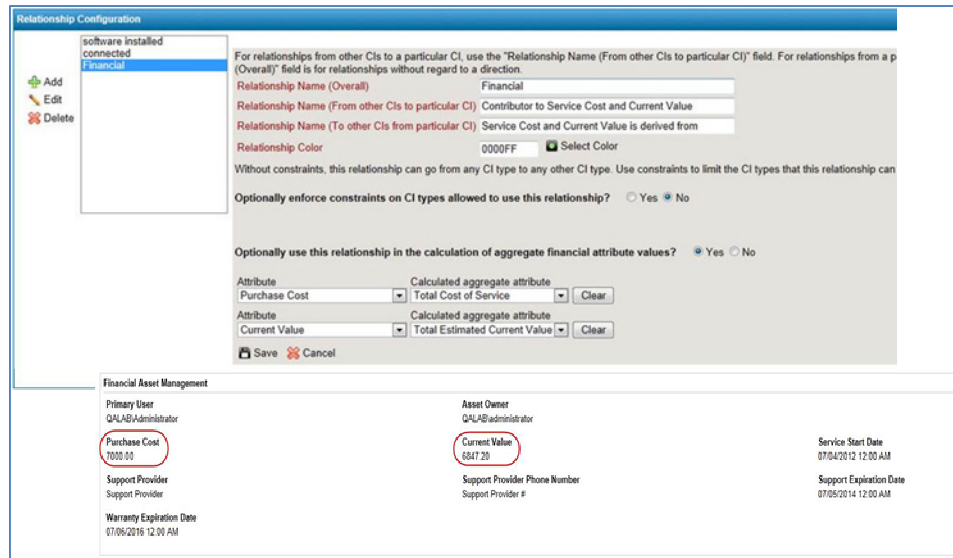 Relationship Configuration
software installed
connected
Financial
Add
Edit
Delete
For relationships from other CIs to a particular CI, use the "Relationship Name (From other CIs to particular CI)" field. For relationships from a p
(Overall)" field is for relationships without regard to a direction.
Relationship Name (Overall) Financial
Relationship Name (From other CIs to particular CI) Contributor to Service Cost and Current Value
Relationship Name (To other CIs from particular CI) Service Cost and Current Value is derived from
Relationship Color 0000FF Select Color
Without constraints, this relationship can go from any CI type to any other CI type. Use constraints to limit the CI types that this relationship can
Optionally enforce constraints on CI types allowed to use this relationship? Yes No
Optionally use this relationship in the calculation of aggregate financial attribute values? Yes No
Attribute Calculated aggregate attribute
Purchase Cost Total Cost of Service Clear
Attribute Calculated aggregate attribute
Current Value Total Estimated Current Value Clear
Save Cancel
Financial Asset Management
Primary User Asset Owner
QALAB\Administrator QALAB\administrator
Purchase Cost Current Value Service Start Date
7000.00 6847.20 07/04/2012 12:00 AM
Support Provider Support Provider Phone Number Support Expiration Date
Support Provider Support Provider # 07/05/2014 12:00 AM
Warranty Expiration Date
07/06/2016 12:00 AM